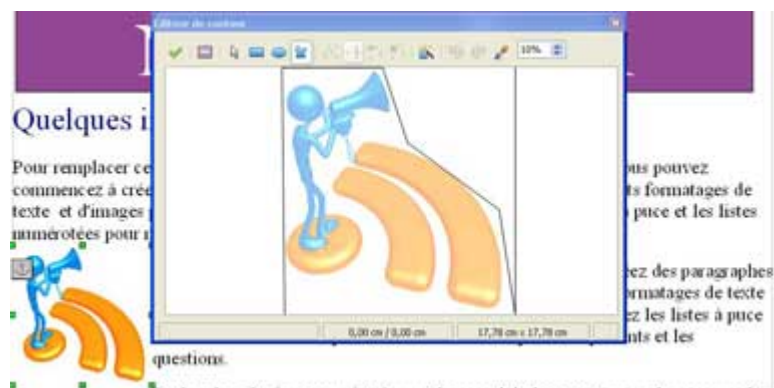 Éditeur de contour
10%
Quelques i
Pour remplacer ce
commencez à crée
texte et d'images
numérotées pour
ous pouvez
ts formatages de
puce et les listes
0,00 cm / 0,00 cm
17,78 cm x 17,78 cm
ez des paragraphes
ormatages de texte
ez les listes à puce
nts et les
questions.